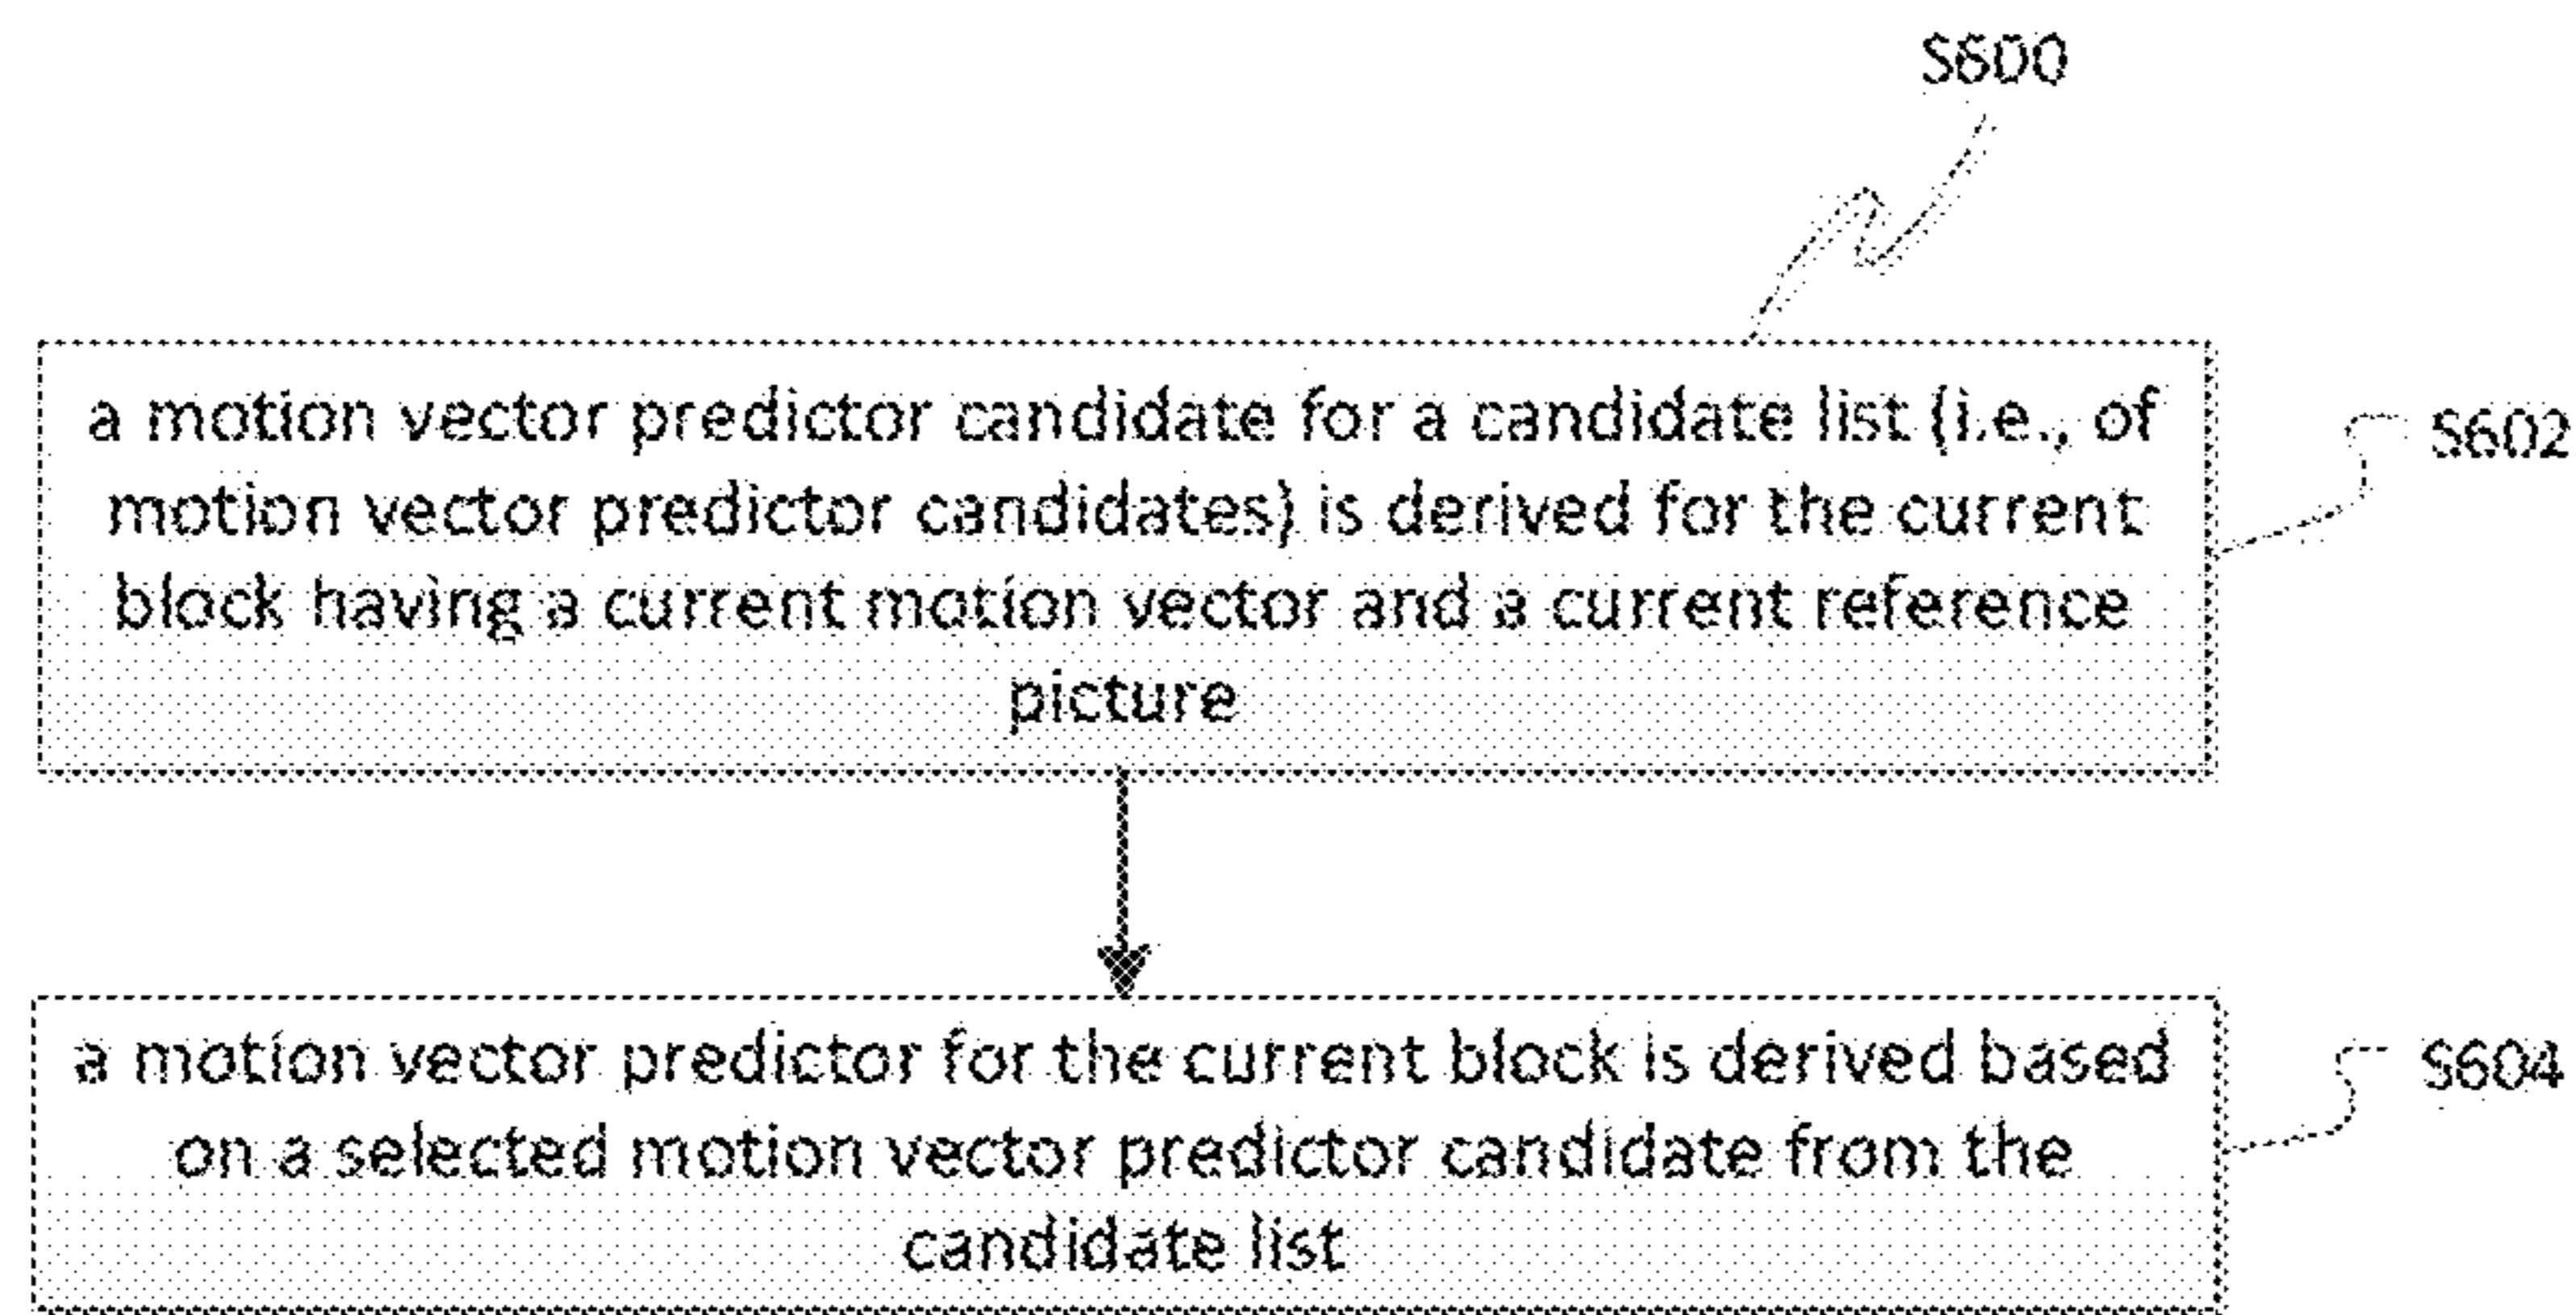 S600
a motion vector predictor candidate for a candidate list (i.e., of
motion vector predictor candidates) is derived for the current
block having a current motion vector and a current reference
picture
S602
a motion vector predictor for the current block is derived based
on a selected motion vector predictor candidate from the
candidate list
S604